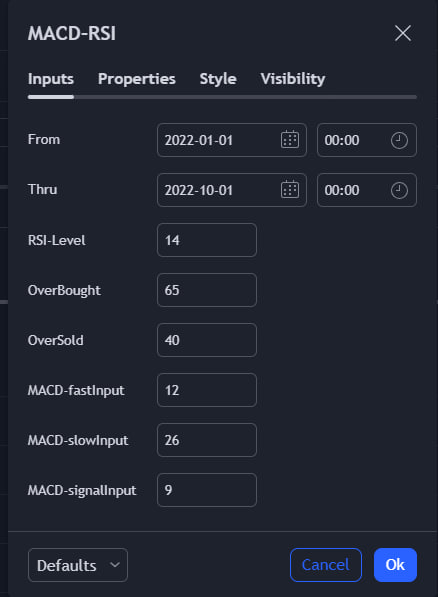 MACD-RSI
Inputs Properties Style Visibility
From 2022-01-01 00:00
Thru 2022-10-01 00:00
RSI-Level 14
OverBought 65
OverSold 40
MACD-fastInput 12
MACD-slowInput 26
MACD-signalInput 9
Defaults Cancel Ok